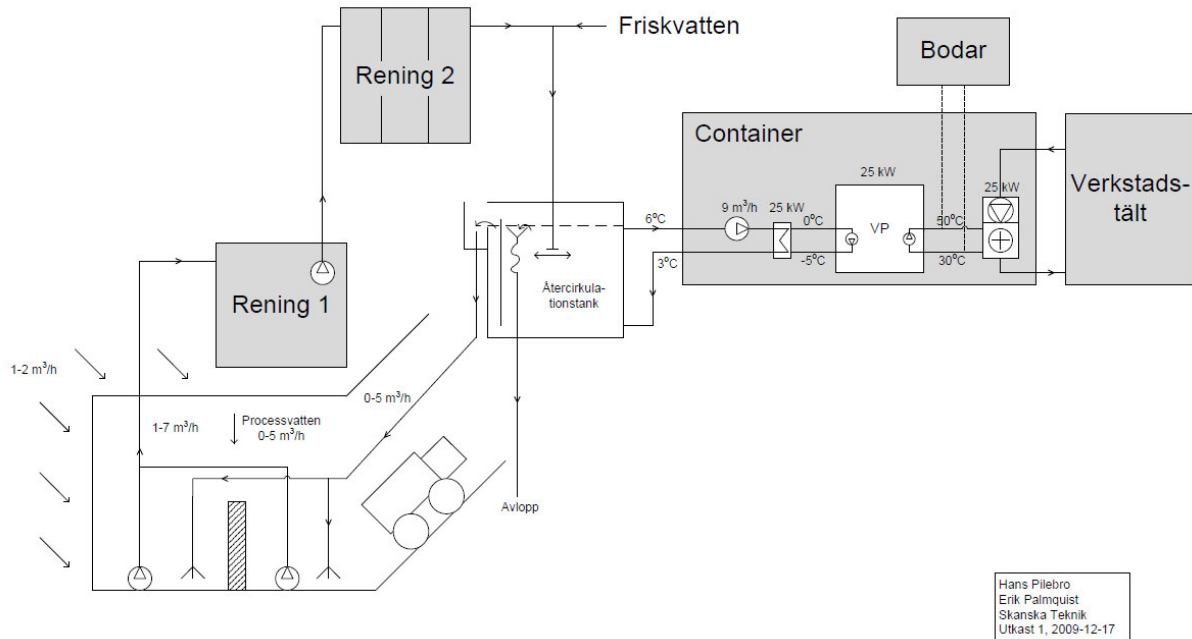 Friskvatten
Rening 2
Bodar
Container
25 kW
Verkstads-
tält
9 m³/h
25 kW
25 kW
6°C
0°C
VP
50°C
3°C
-5°C
30°C
Återcirkula-
tionstank
Rening 1
1-2 m³/h
0-5 m³/h
1-7 m³/h
Processvatten
0-5 m³/h
Avlopp
Hans Pilebro
Erik Palmquist
Skanska Teknik
Utkast 1, 2009-12-17